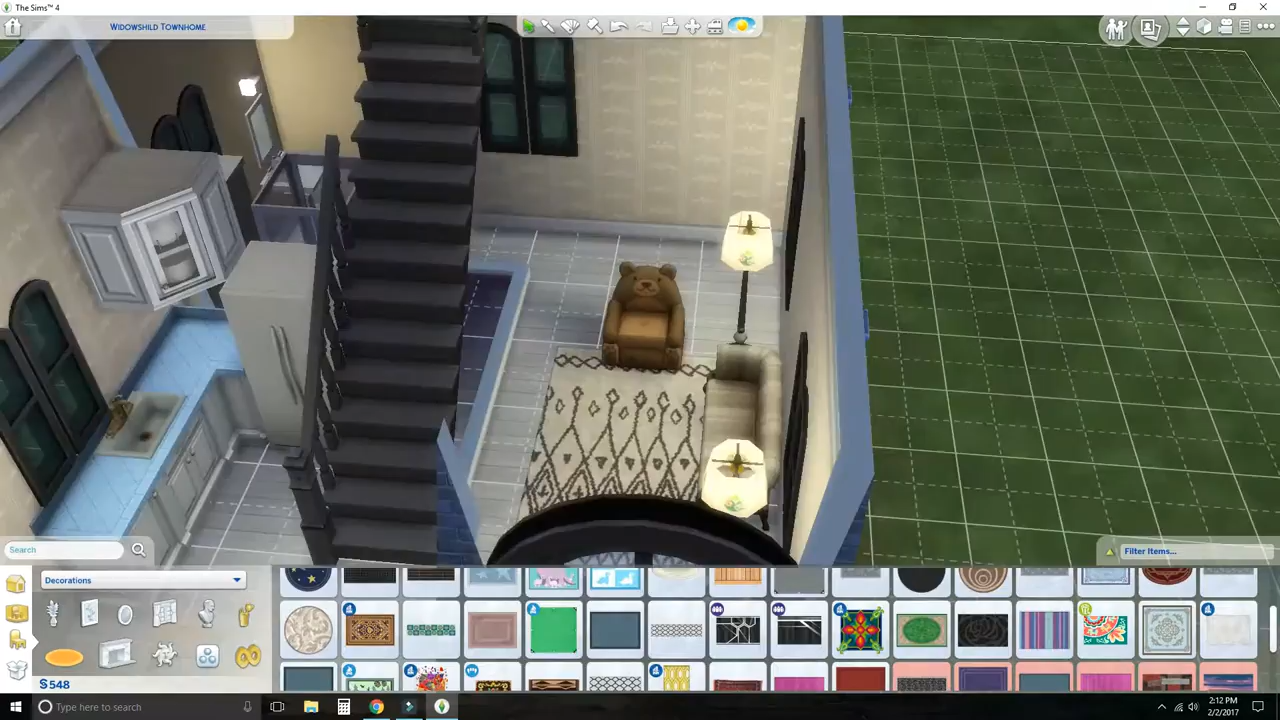 The Sims™ 4
Widowshild Townhome
Search
Filter Items...
Decorations
§548
Type here to search
2:12 PM
2/2/2017